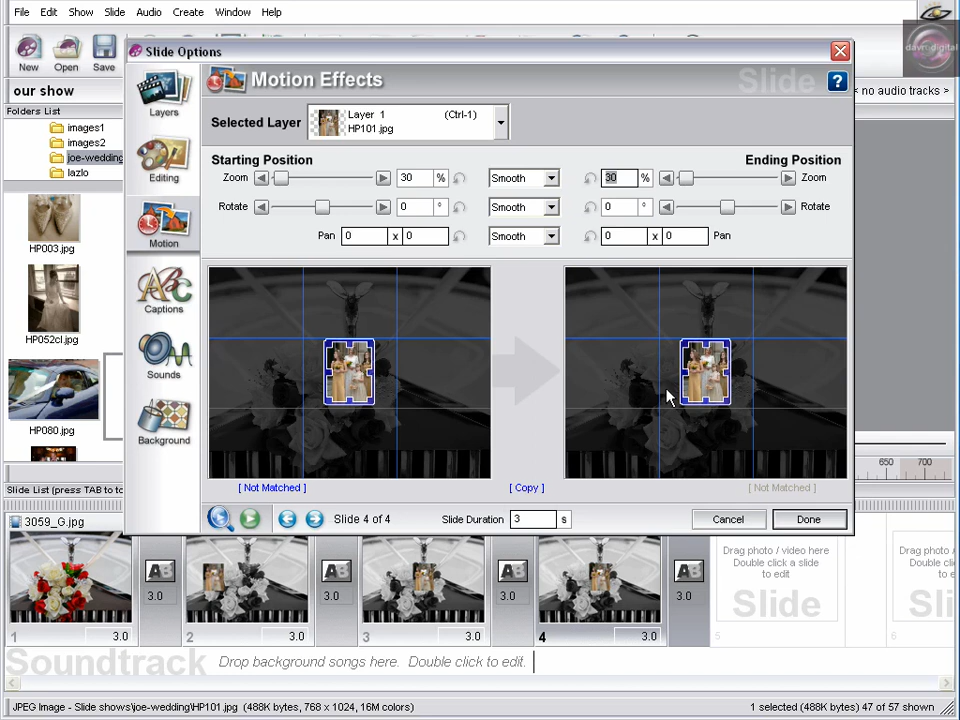 File Edit Show Slide Audio Create Window Help
New Open Save
davri-digital
our show
< no audio tracks >
Folders List
images1
images2
joe-wedding
lazlo
HP003.jpg
HP052cl.jpg
HP080.jpg
Slide Options
Layers
Editing
Motion
Captions
Sounds
Background
Motion Effects
Slide
?
Selected Layer
Layer 1 (Ctrl-1)
HP101.jpg
Starting Position
Ending Position
Zoom 30 % Smooth 30 % Zoom
Rotate 0 ° Smooth 0 ° Rotate
Pan 0 x 0 Smooth 0 x 0 Pan
[ Not Matched ] [ Copy ] [ Not Matched ]
Slide 4 of 4 Slide Duration 3 s Cancel Done
650 700
Slide List (press TAB to to
3059_G.jpg
AB AB AB AB
3.0 3.0 3.0 3.0
1 3.0 2 3.0 3 3.0 4 3.0
Drag photo / video here
Double click a slide
to edit
Slide
5
Drag photo
Double c
to e
Sli
6
Soundtrack Drop background songs here. Double click to edit.
JPEG Image - Slide shows\joe-wedding\HP101.jpg (488K bytes, 768 x 1024, 16M colors) 1 selected (488K bytes) 47 of 57 shown